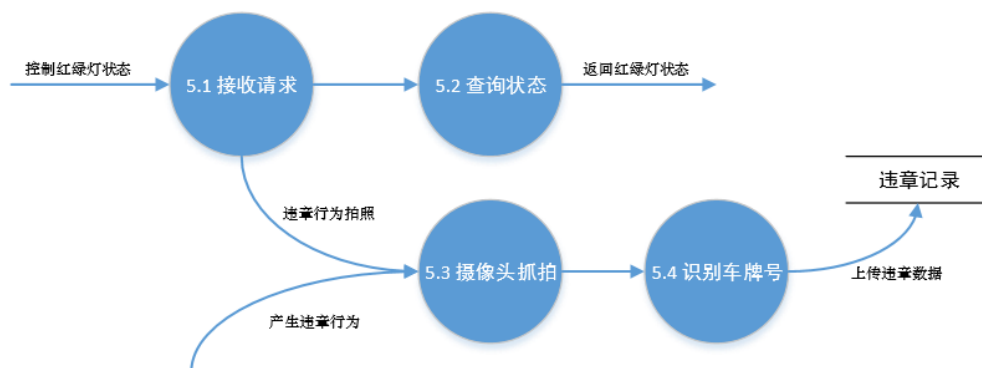 控制红绿灯状态
5.1 接收请求
5.2 查询状态
返回红绿灯状态
违章记录
违章行为拍照
5.3 摄像头抓拍
5.4 识别车牌号
上传违章数据
产生违章行为